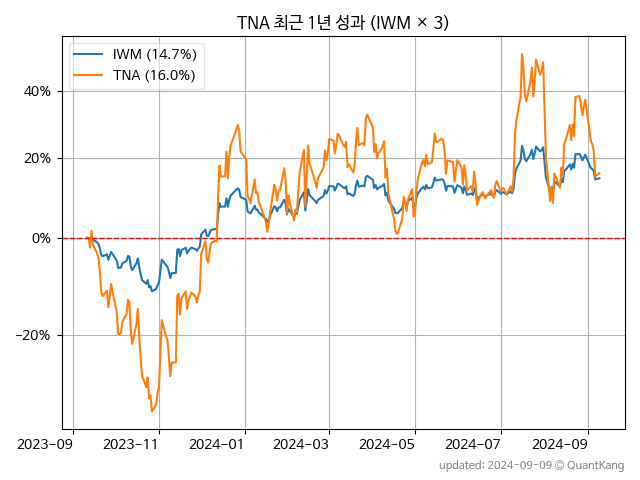 TNA 최근 1년 성과 (IWM × 3)
IWM (14.7%)
TNA (16.0%)
40%
20%
0%
−20%
2023−09 2023−11 2024−01 2024−03 2024−05 2024−07 2024−09
updated: 2024-09-09 © QuantKang